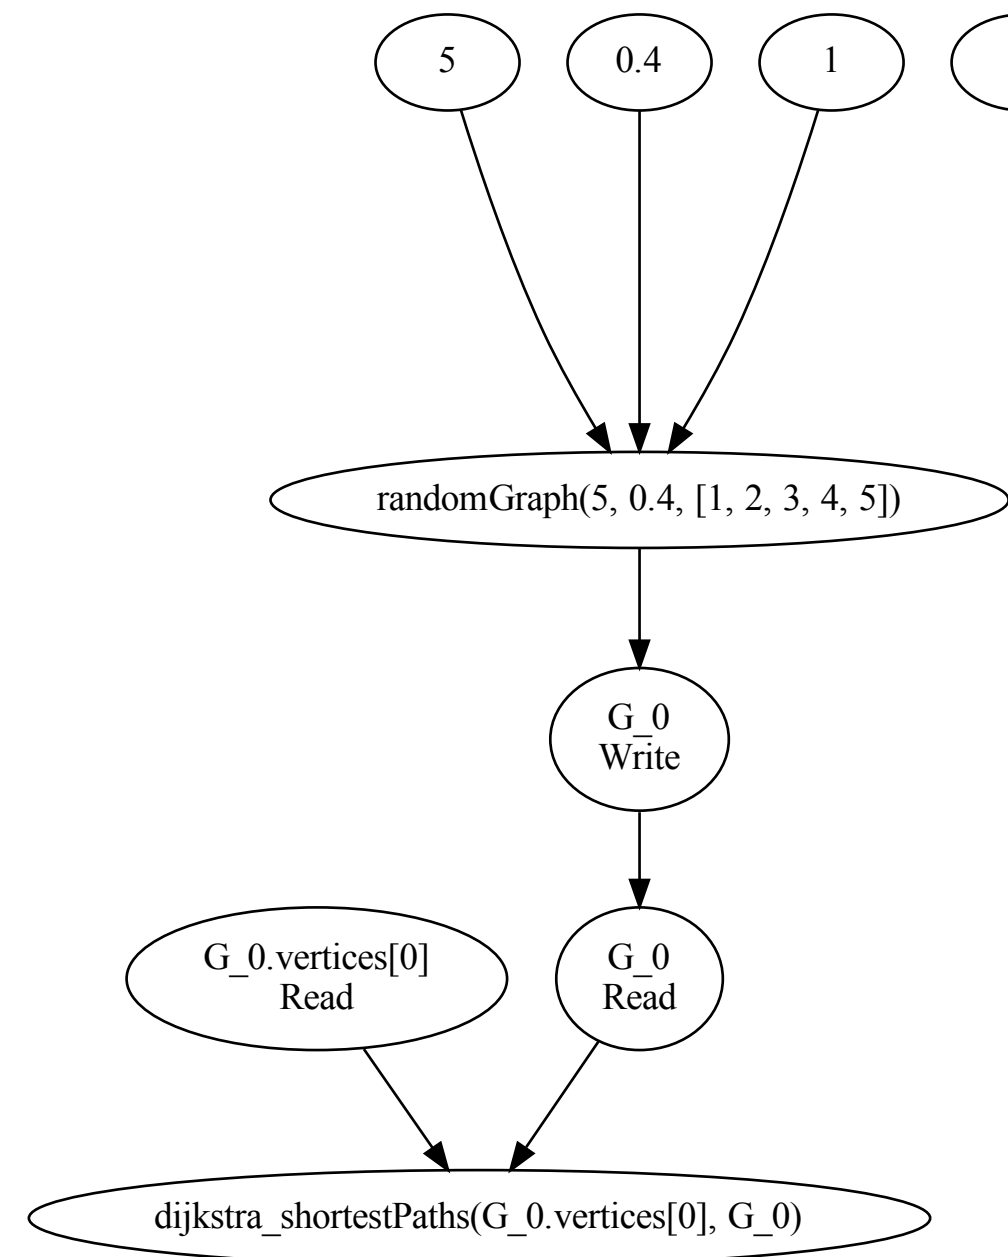 5
0.4
1
randomGraph(5, 0.4, [1, 2, 3, 4, 5])
G_0
Write
G_0.vertices[0]
Read
G_0
Read
dijkstra_shortestPaths(G_0.vertices[0], G_0)